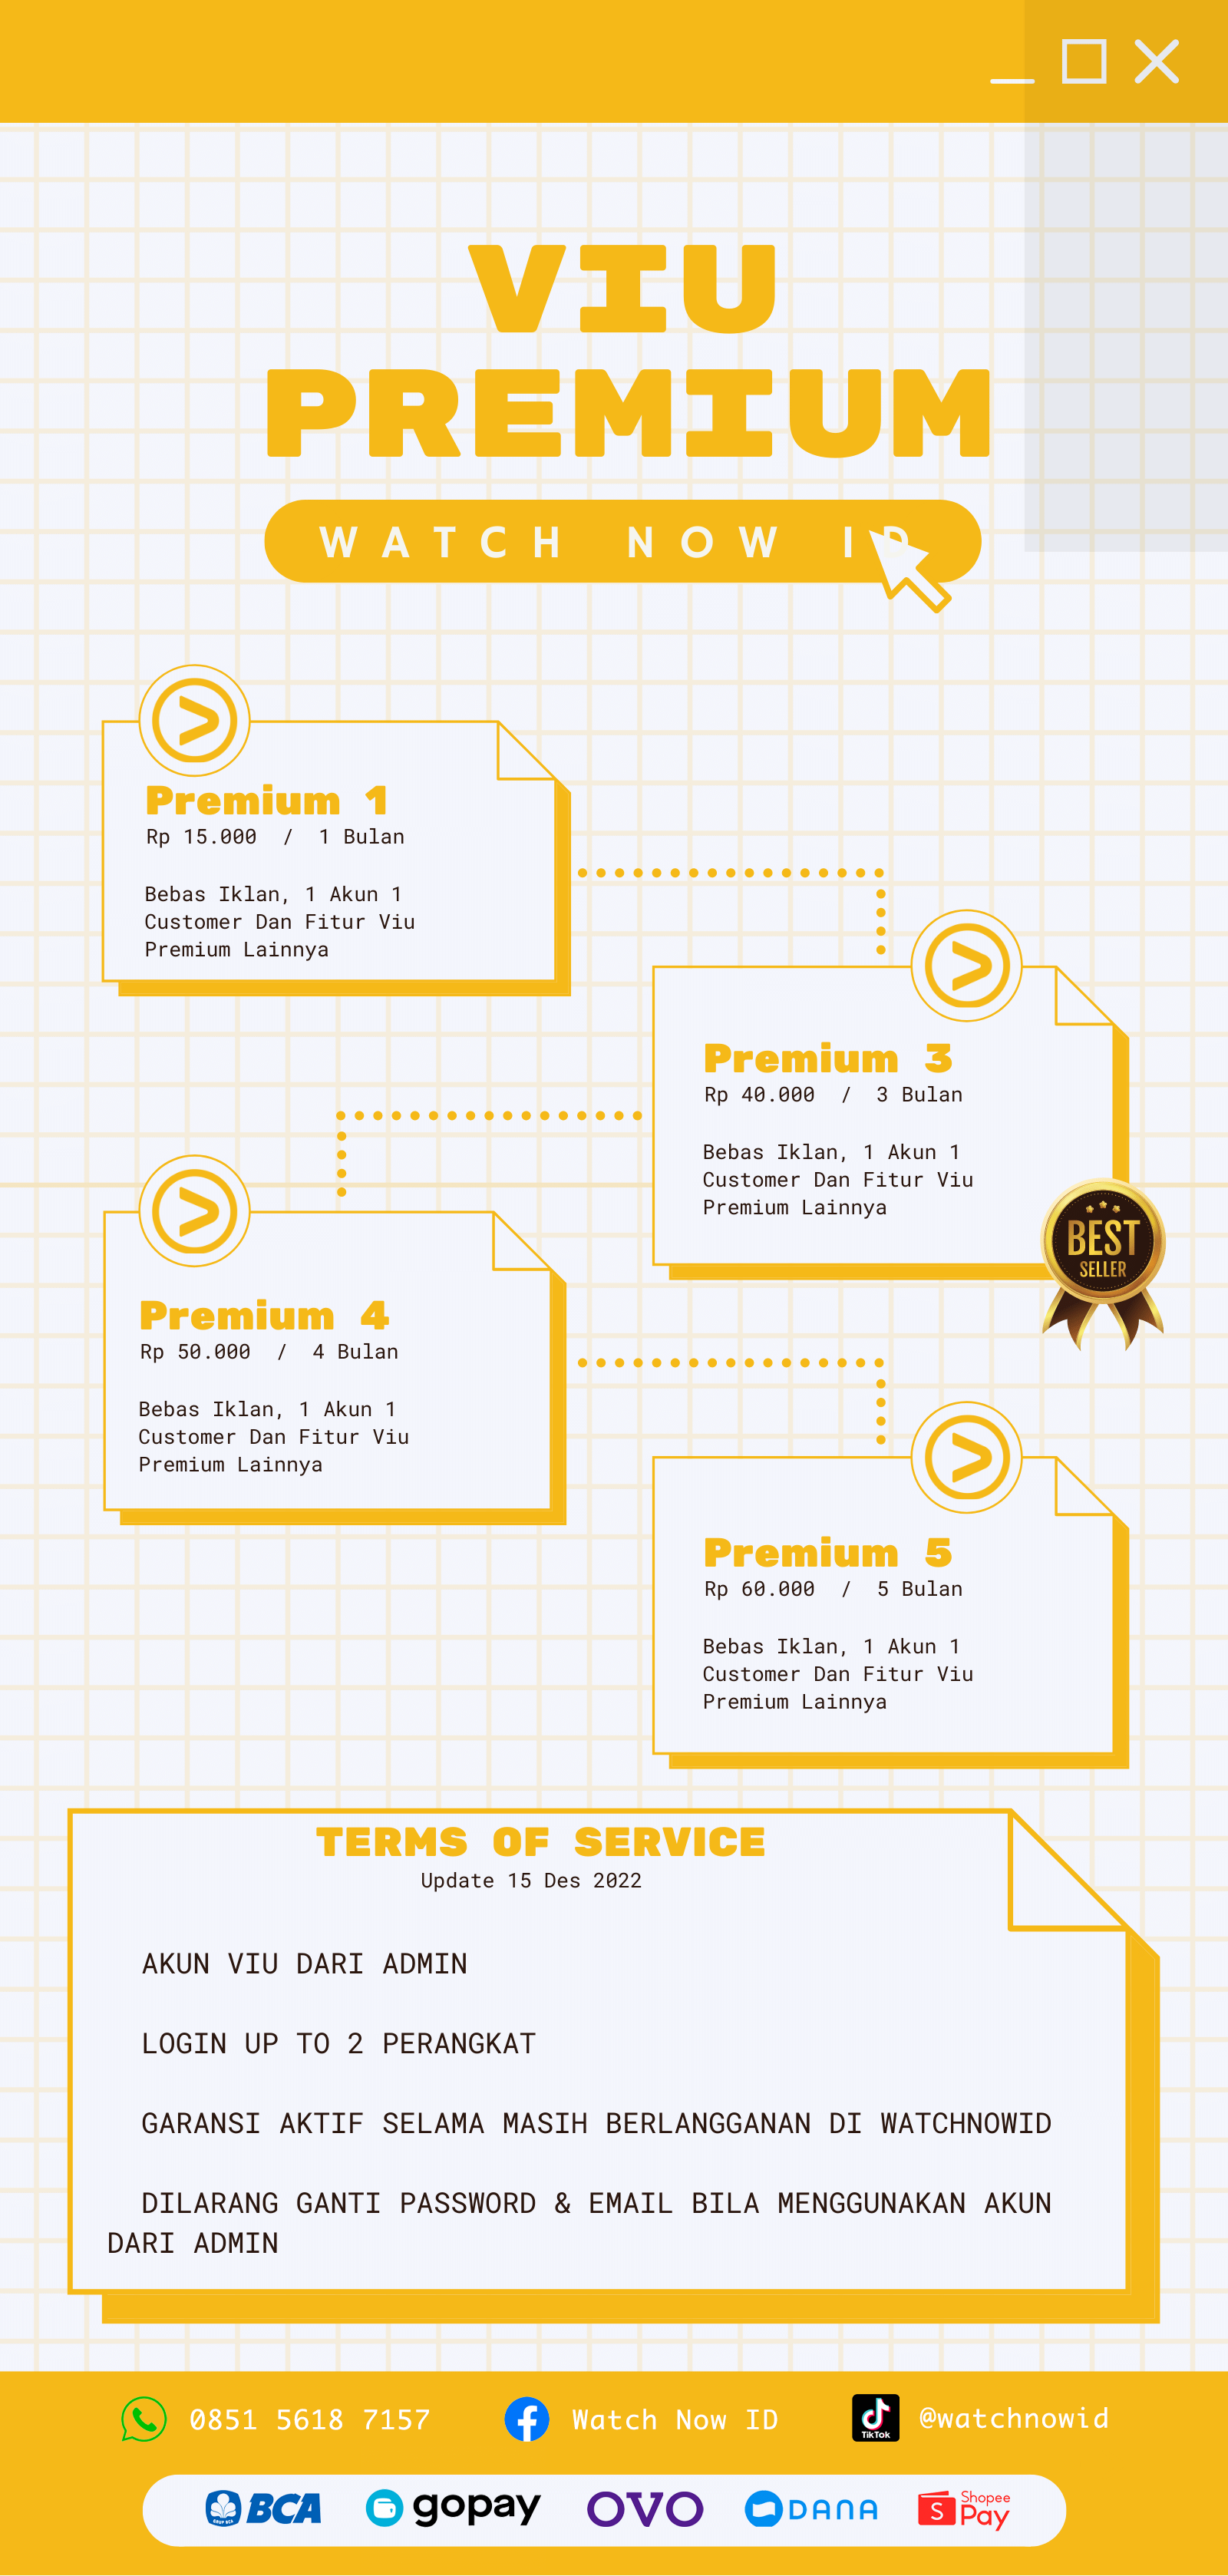 VIU
PREMIUM
WATCH NOW ID
Premium 1
Rp 15.000 / 1 Bulan
Bebas Iklan, 1 Akun 1
Customer Dan Fitur Viu
Premium Lainnya
Premium 3
Rp 40.000 / 3 Bulan
Bebas Iklan, 1 Akun 1
Customer Dan Fitur Viu
Premium Lainnya
BEST
SELLER
Premium 4
Rp 50.000 / 4 Bulan
Bebas Iklan, 1 Akun 1
Customer Dan Fitur Viu
Premium Lainnya
Premium 5
Rp 60.000 / 5 Bulan
Bebas Iklan, 1 Akun 1
Customer Dan Fitur Viu
Premium Lainnya
TERMS OF SERVICE
Update 15 Des 2022
AKUN VIU DARI ADMIN
LOGIN UP TO 2 PERANGKAT
GARANSI AKTIF SELAMA MASIH BERLANGGANAN DI WATCHNOWID
DILARANG GANTI PASSWORD & EMAIL BILA MENGGUNAKAN AKUN
DARI ADMIN
0851 5618 7157
Watch Now ID
TikTok
@watchnowid
BCA
gopay
OVO
DANA
Shopee
Pay